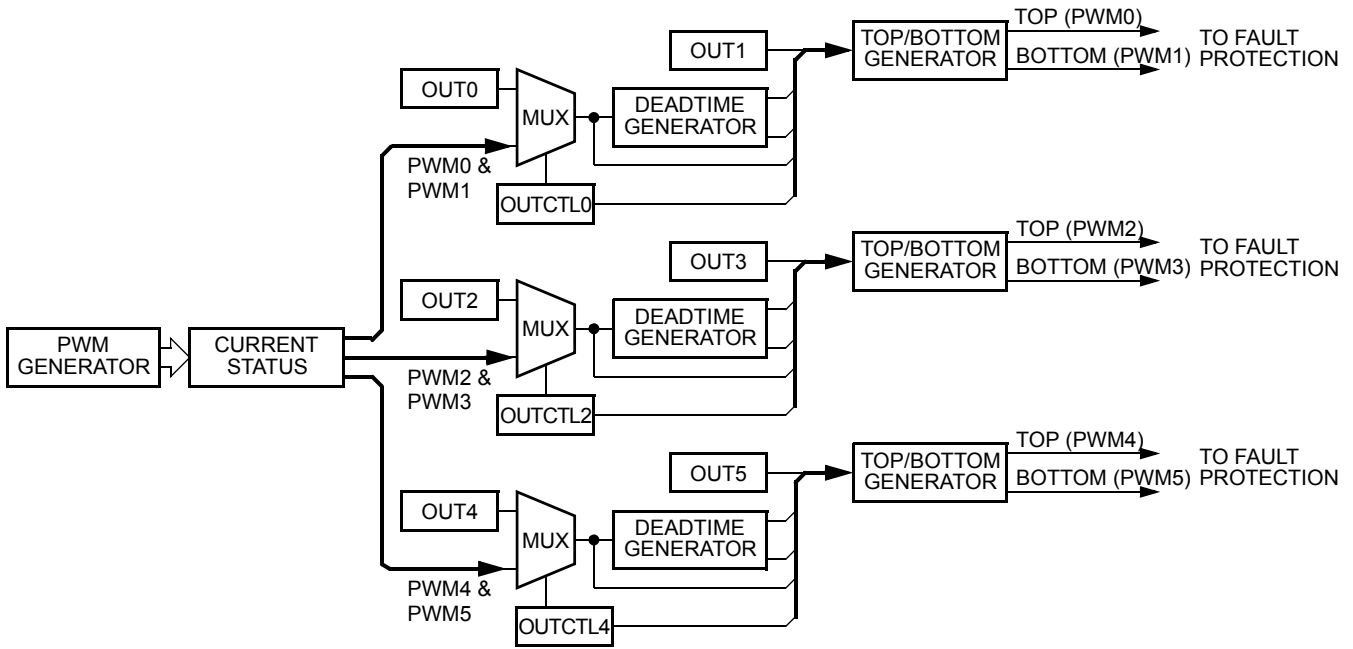 OUT1
TOP/BOTTOM
GENERATOR
TOP (PWM0)
BOTTOM (PWM1)
TO FAULT
PROTECTION
OUT0
MUX
DEADTIME
GENERATOR
PWM0 &
PWM1
OUTCTL0
OUT3
TOP/BOTTOM
GENERATOR
TOP (PWM2)
BOTTOM (PWM3)
TO FAULT
PROTECTION
OUT2
MUX
DEADTIME
GENERATOR
PWM
GENERATOR
CURRENT
STATUS
PWM2 &
PWM3
OUTCTL2
OUT5
TOP/BOTTOM
GENERATOR
TOP (PWM4)
BOTTOM (PWM5)
TO FAULT
PROTECTION
OUT4
MUX
DEADTIME
GENERATOR
PWM4 &
PWM5
OUTCTL4